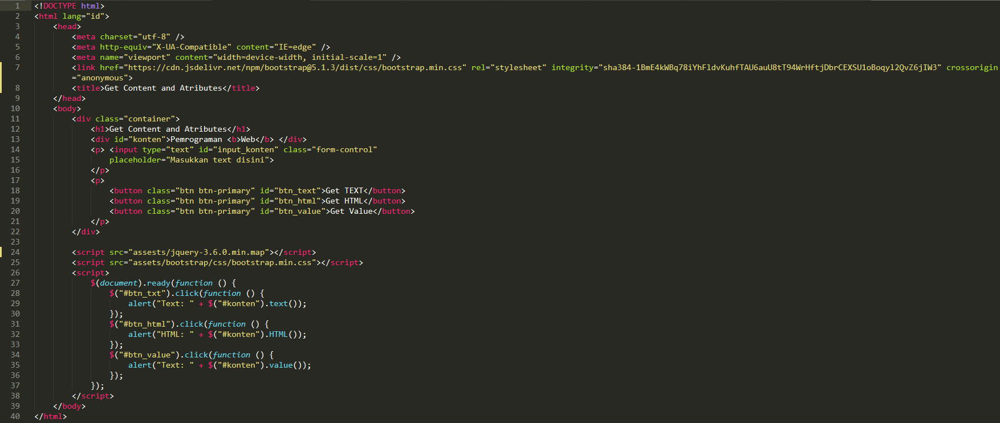 1 <!DOCTYPE html>
2 <html lang="id">
3 <head>
4 <meta charset="utf-8" />
5 <meta http-equiv="X-UA-Compatible" content="IE=edge" />
6 <meta name="viewport" content="width=device-width, initial-scale=1" />
7 <link href="https://cdn.jsdelivr.net/npm/bootstrap@5.1.3/dist/css/bootstrap.min.css" rel="stylesheet" integrity="sha384-1BmE4kWBq78iYhFldvKuhfTAU6auU8tT94WrHftjDbrCEXSU1oBoqyl2QvZ6jIW3" crossorigin
="anonymous">
8 <title>Get Content and Atributes</title>
9 </head>
10 <body>
11 <div class="container">
12 <h1>Get Content and Atributes</h1>
13 <div id="konten">Pemrograman <b>Web</b> </div>
14 <p> <input type="text" id="input_konten" class="form-control"
15 placeholder="Masukkan text disini">
16 </p>
17 <p>
18 <button class="btn btn-primary" id="btn_text">Get TEXT</button>
19 <button class="btn btn-primary" id="btn_html">Get HTML</button>
20 <button class="btn btn-primary" id="btn_value">Get Value</button>
21 </p>
22 </div>
23
24 <script src="assests/jquery-3.6.0.min.map"></script>
25 <script src="assets/bootstrap/css/bootstrap.min.css"></script>
26 <script>
27 $(document).ready(function () {
28 $("#btn_txt").click(function () {
29 alert("Text: " + $("#konten").text());
30 });
31 $("#btn_html").click(function () {
32 alert("HTML: " + $("#konten").HTML());
33 });
34 $("#btn_value").click(function () {
35 alert("Text: " + $("#konten").value());
36 });
37 });
38 </script>
39 </body>
40 </html>